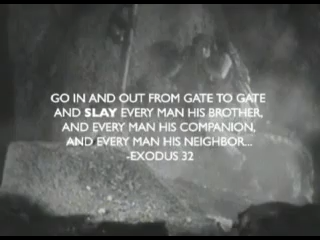 GO IN AND OUT FROM GATE TO GATE
AND SLAY EVERY MAN HIS BROTHER,
AND EVERY MAN HIS COMPANION,
AND EVERY MAN HIS NEIGHBOR...
-EXODUS 32